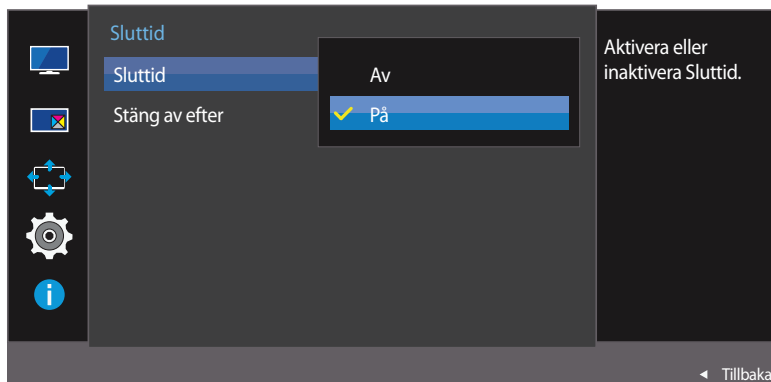 Sluttid
Sluttid
Stäng av efter
Av
På
Aktivera eller
inaktivera Sluttid.
Tillbaka